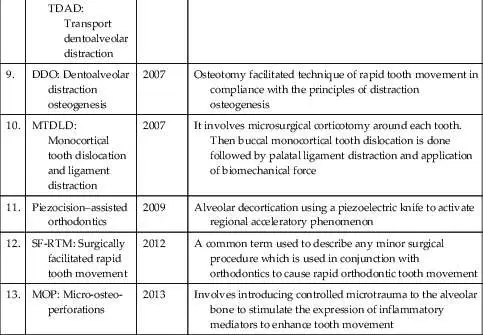 TDAD:
Transport
dentoalveolar
distraction
9. DDO: Dentoalveolar 2007 Osteotomy facilitated technique of rapid tooth movement in
distraction compliance with the principles of distraction
osteogenesis osteogenesis
10. MTDLD: 2007 It involves microsurgical corticotomy around each tooth.
Monocortical Then buccal monocortical tooth dislocation is done
tooth dislocation followed by palatal ligament distraction and application
and ligament of biomechanical force
distraction
11. Piezocision–assisted 2009 Alveolar decortication using a piezoelectric knife to activate
orthodontics regional acceleratory phenomenon
12. SF-RTM: Surgically 2012 A common term used to describe any minor surgical
facilitated rapid procedure which is used in conjunction with
tooth movement orthodontics to cause rapid orthodontic tooth movement
13. MOP: Micro-osteo- 2013 Involves introducing controlled microtrauma to the alveolar
perforations bone to stimulate the expression of inflammatory
mediators to enhance tooth movement